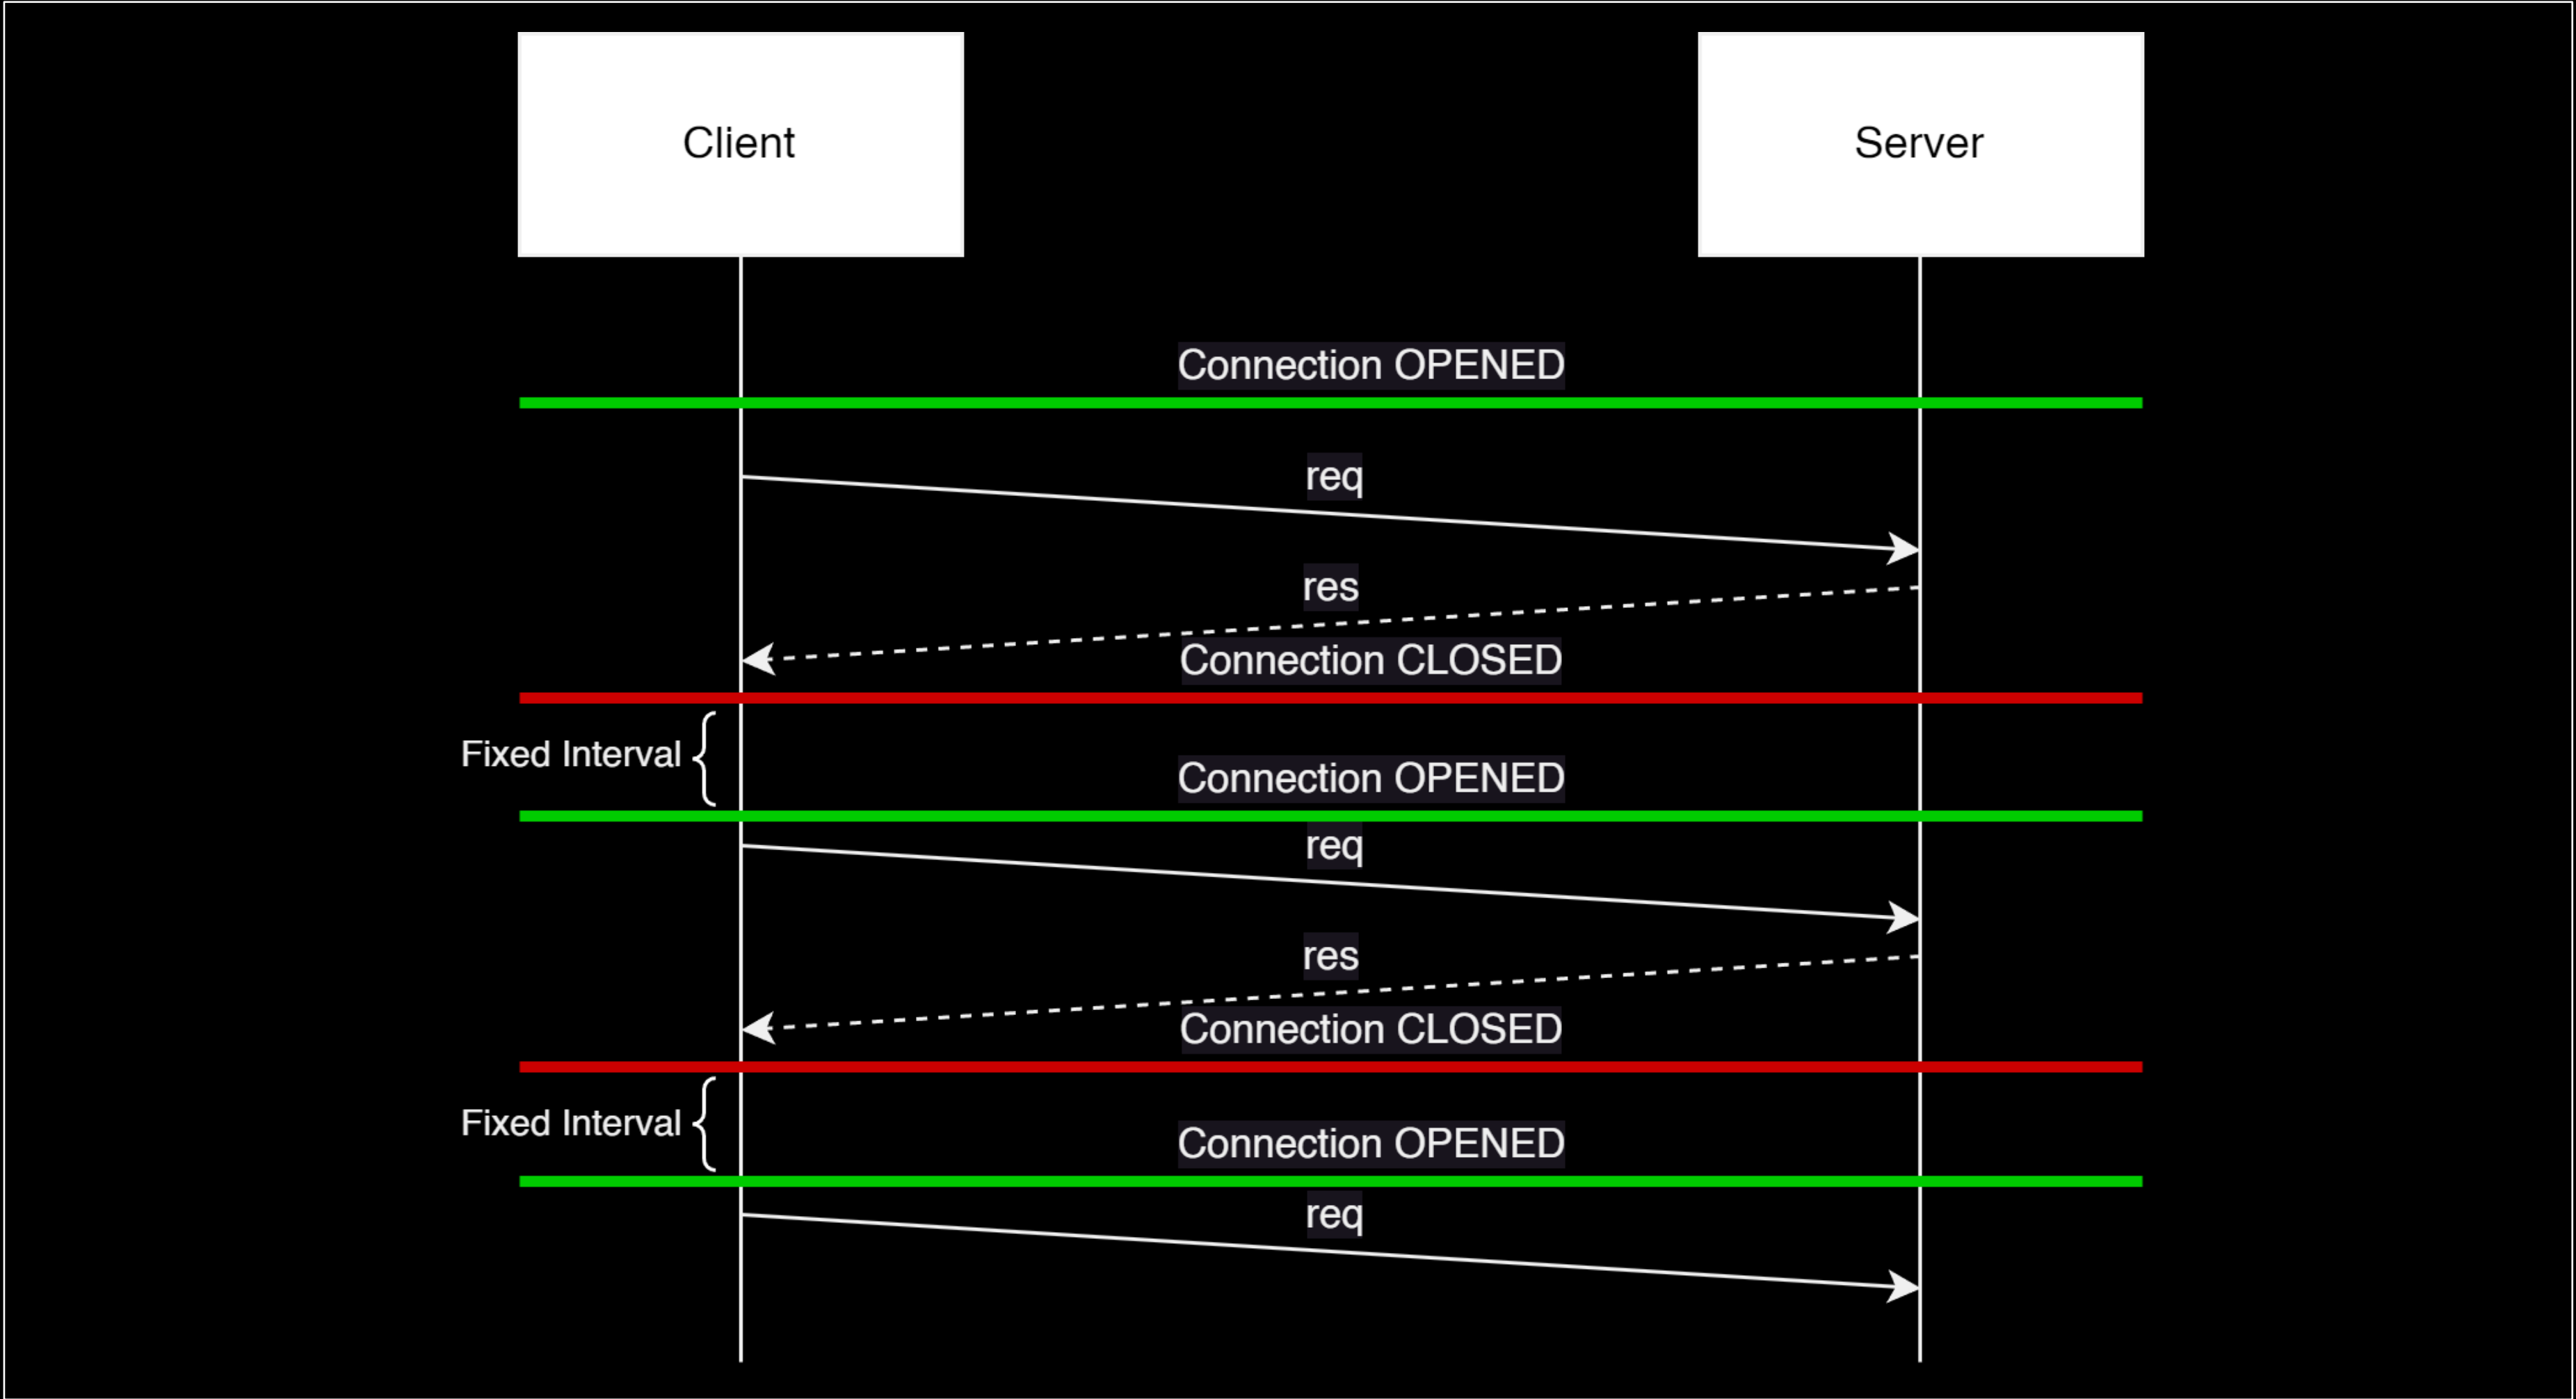 Client
Server
Connection OPENED
req
res
Connection CLOSED
Fixed Interval
Connection OPENED
req
res
Connection CLOSED
Fixed Interval
Connection OPENED
req